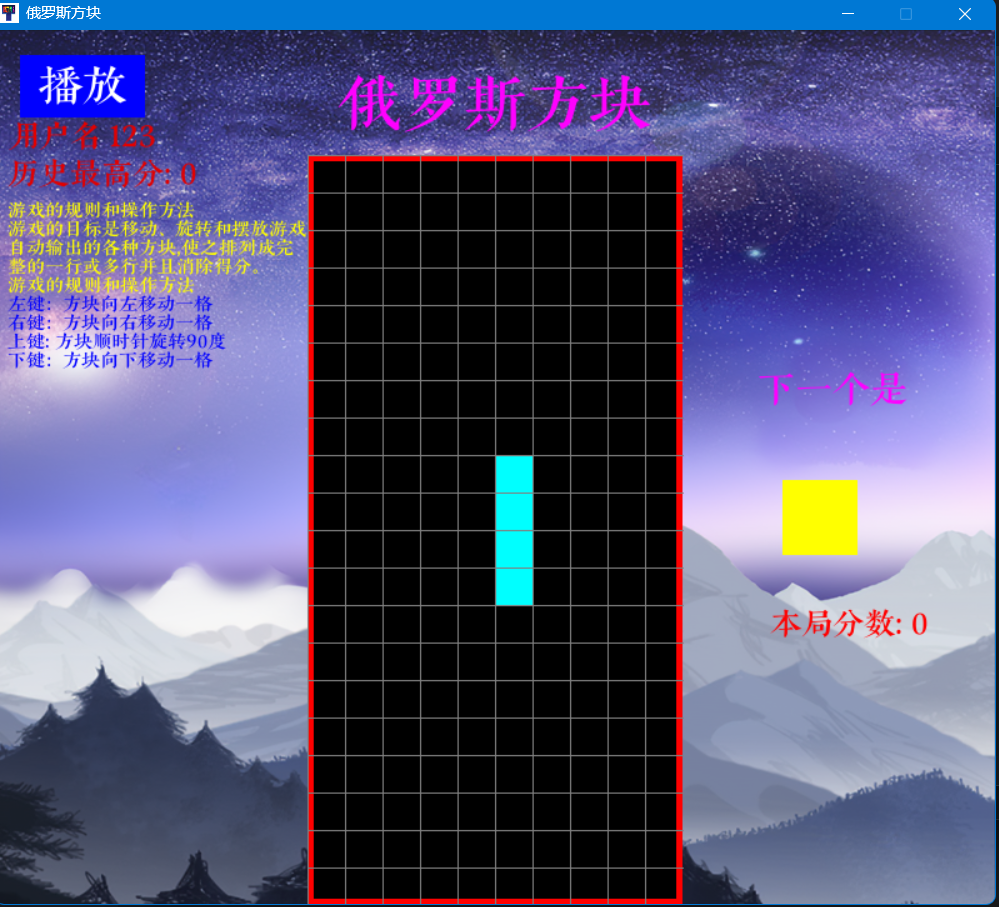 俄罗斯方块
播放
俄罗斯方块
用户名 123
历史最高分: 0
游戏的规则和操作方法
游戏的目标是移动、旋转和摆放游戏
自动输出的各种方块,使之排列成完
整的一行或多行并且消除得分。
游戏的规则和操作方法
左键：方块向左移动一格
右键：方块向右移动一格
上键: 方块顺时针旋转90度
下键：方块向下移动一格
下一个是
本局分数: 0